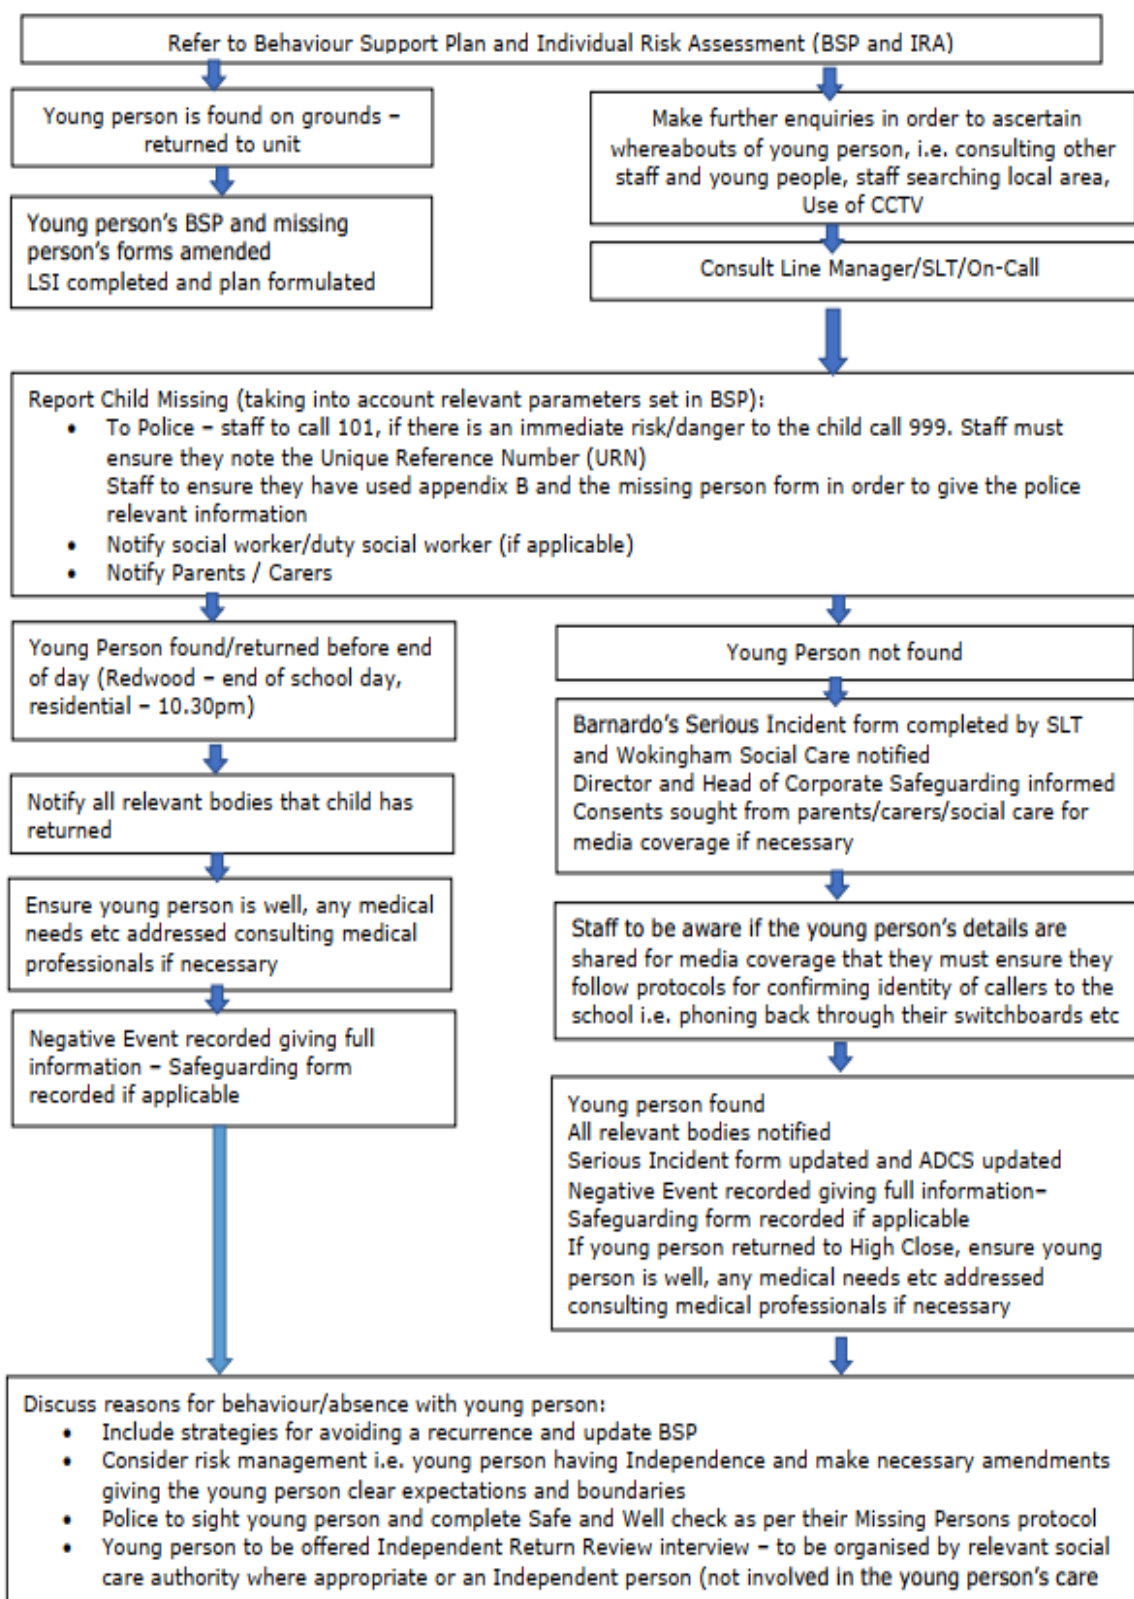 Refer to Behaviour Support Plan and Individual Risk Assessment (BSP and IRA)
Young person is found on grounds –
returned to unit
Young person's BSP and missing
person's forms amended
LSI completed and plan formulated
Make further enquiries in order to ascertain
whereabouts of young person, i.e. consulting other
staff and young people, staff searching local area,
Use of CCTV
Consult Line Manager/SLT/On-Call
Report Child Missing (taking into account relevant parameters set in BSP):
• To Police – staff to call 101, if there is an immediate risk/danger to the child call 999. Staff must
ensure they note the Unique Reference Number (URN)
Staff to ensure they have used appendix B and the missing person form in order to give the police
relevant information
• Notify social worker/duty social worker (if applicable)
• Notify Parents / Carers
Young Person found/returned before end
of day (Redwood – end of school day,
residential – 10.30pm)
Notify all relevant bodies that child has
returned
Ensure young person is well, any medical
needs etc addressed consulting medical
professionals if necessary
Negative Event recorded giving full
information – Safeguarding form
recorded if applicable
Young Person not found
Barnardo's Serious Incident form completed by SLT
and Wokingham Social Care notified
Director and Head of Corporate Safeguarding informed
Consents sought from parents/carers/social care for
media coverage if necessary
Staff to be aware if the young person's details are
shared for media coverage that they must ensure they
follow protocols for confirming identity of callers to the
school i.e. phoning back through their switchboards etc
Young person found
All relevant bodies notified
Serious Incident form updated and ADCS updated
Negative Event recorded giving full information–
Safeguarding form recorded if applicable
If young person returned to High Close, ensure young
person is well, any medical needs etc addressed
consulting medical professionals if necessary
Discuss reasons for behaviour/absence with young person:
• Include strategies for avoiding a recurrence and update BSP
• Consider risk management i.e. young person having Independence and make necessary amendments
giving the young person clear expectations and boundaries
• Police to sight young person and complete Safe and Well check as per their Missing Persons protocol
• Young person to be offered Independent Return Review interview – to be organised by relevant social
care authority where appropriate or an Independent person (not involved in the young person's care